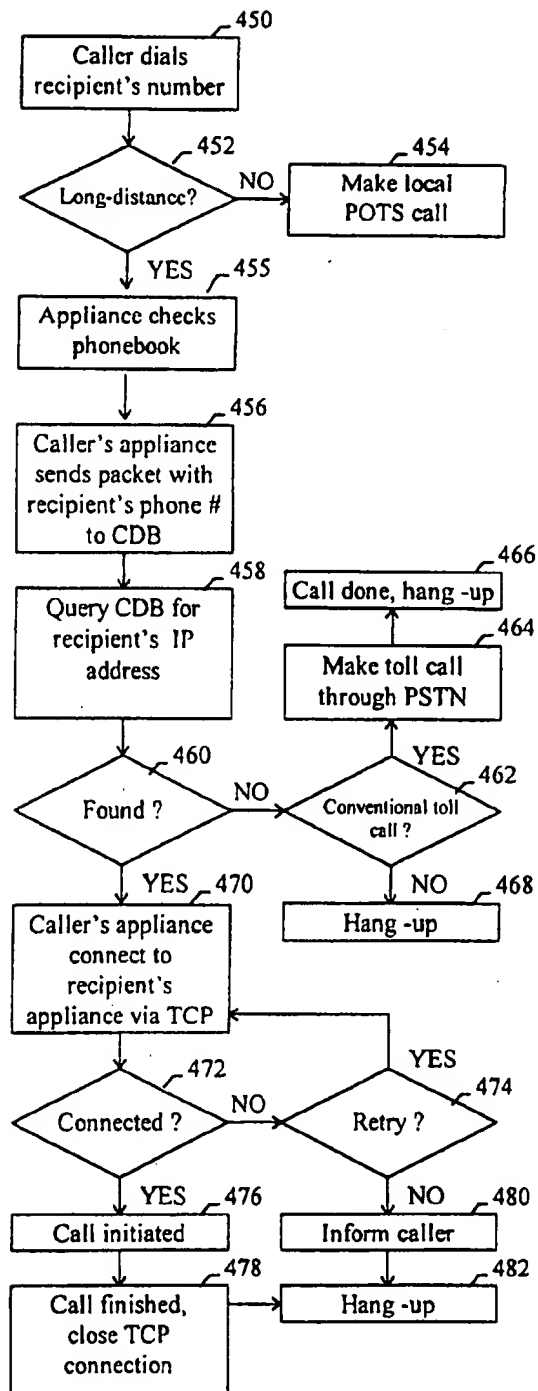 450
Caller dials
recipient's number
452
Long-distance?
NO
454
Make local
POTS call
YES
455
Appliance checks
phonebook
456
Caller's appliance
sends packet with
recipient's phone #
to CDB
458
Query CDB for
recipient's IP
address
466
Call done, hang -up
464
Make toll call
through PSTN
YES
460
Found ?
NO
462
Conventional toll
call ?
YES
470
NO
468
Hang -up
Caller's appliance
connect to
recipient's
appliance via TCP
YES
472
Connected ?
NO
474
Retry ?
YES
476
Call initiated
NO
480
Inform caller
478
Call finished,
close TCP
connection
482
Hang -up